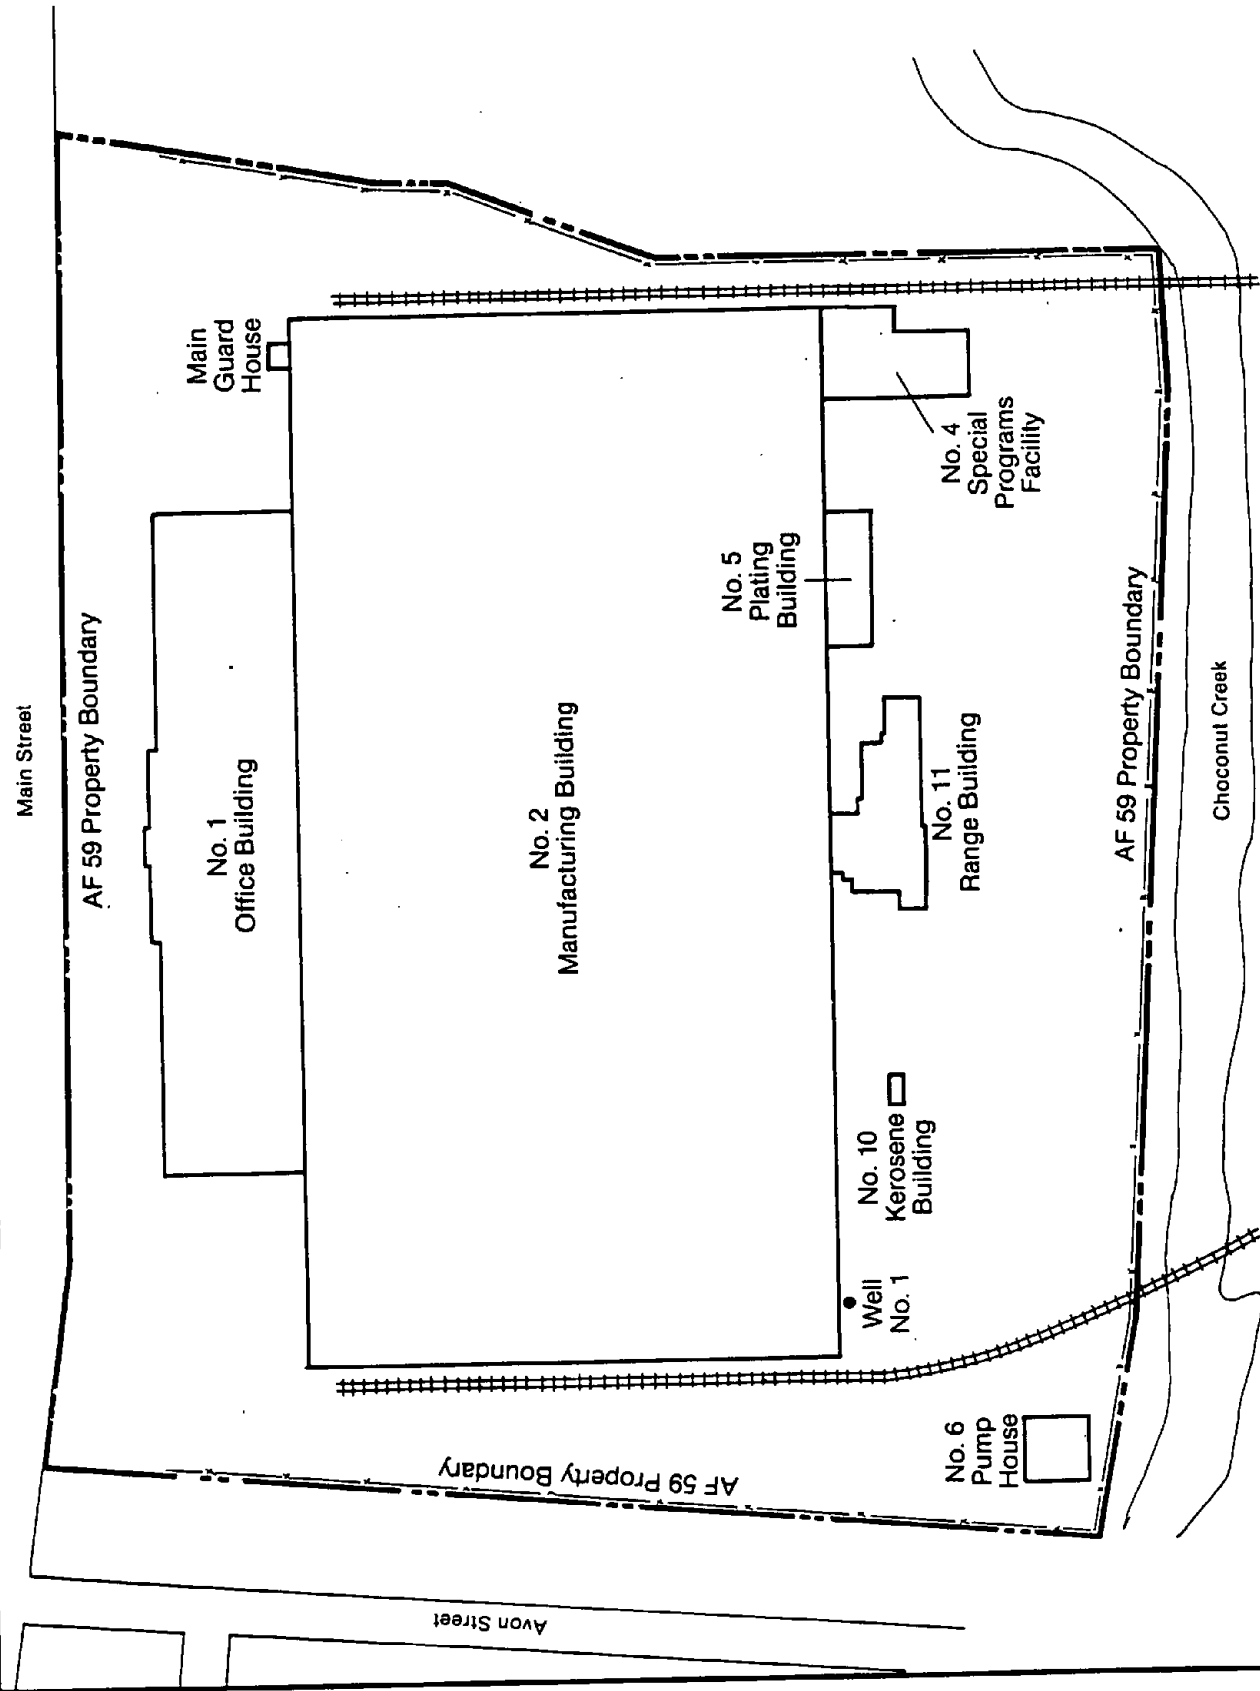 Main Street
AF 59 Property Boundary
No. 1
Office Building
Main
Guard
House
No. 2
Manufacturing Building
No. 5
Plating
Building
No. 4
Special
Programs
Facility
No. 11
Range Building
No. 10
Kerosene
Building
Well
No. 1
No. 6
Pump
House
AF 59 Property Boundary
AF 59 Property Boundary
Choconut Creek
Avon Street